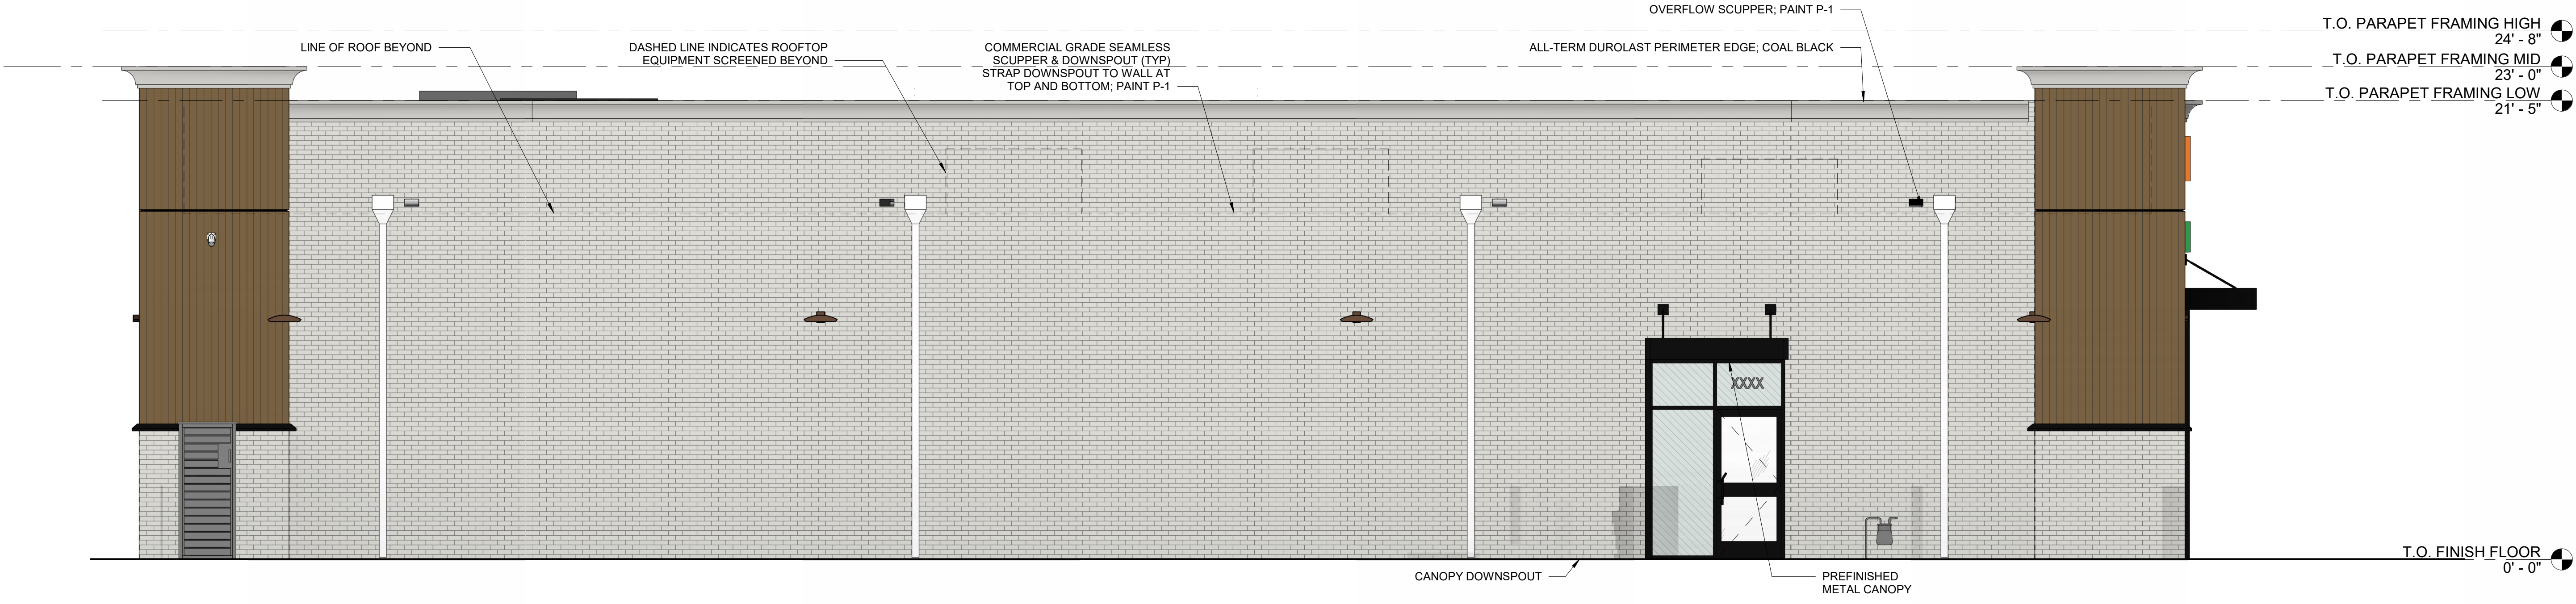 OVERFLOW SCUPPER; PAINT P-1
T.O. PARAPET FRAMING HIGH
24' - 8"
LINE OF ROOF BEYOND
DASHED LINE INDICATES ROOFTOP
EQUIPMENT SCREENED BEYOND
COMMERCIAL GRADE SEAMLESS
SCUPPER & DOWNSPOUT (TYP)
STRAP DOWNSPOUT TO WALL AT
TOP AND BOTTOM; PAINT P-1
ALL-TERM DUROLAST PERIMETER EDGE; COAL BLACK
T.O. PARAPET FRAMING MID
23' - 0"
T.O. PARAPET FRAMING LOW
21' - 5"
XXXX
T.O. FINISH FLOOR
0' - 0"
CANOPY DOWNSPOUT
PREFINISHED
METAL CANOPY